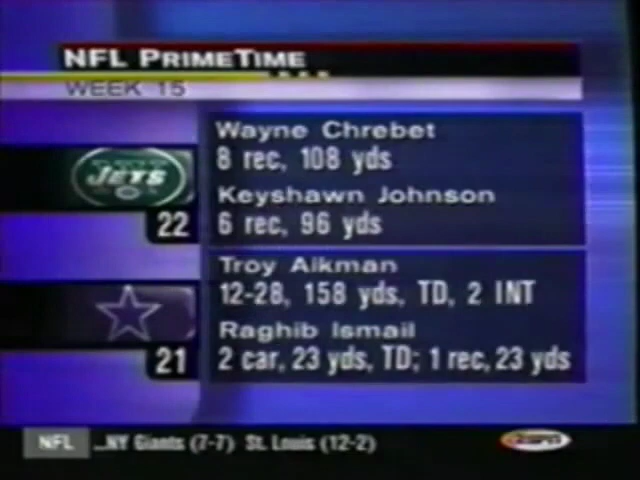 NFL PRIMETIME
WEEK 15
Wayne Chrebet
8 rec, 108 yds
JETS
Keyshawn Johnson
22
6 rec, 96 yds
Troy Aikman
12-28, 158 yds, TD, 2 INT
Raghib Ismail
21
2 car, 23 yds, TD; 1 rec, 23 yds
NFL ...NY Giants (7-7) St. Louis (12-2)
ESPN